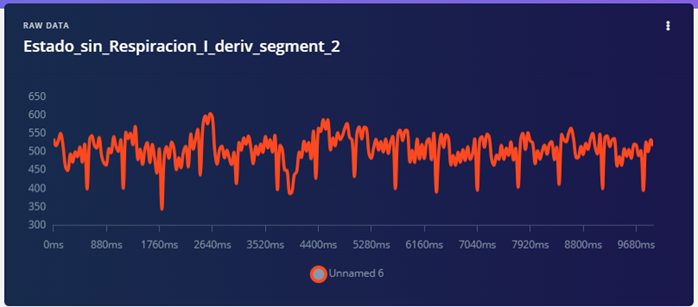 RAW DATA
Estado_sin_Respiracion_I_deriv_segment_2
650
600
550
500
450
400
350
300
0ms 880ms 1760ms 2640ms 3520ms 4400ms 5280ms 6160ms 7040ms 7920ms 8800ms 9680ms
Unnamed 6